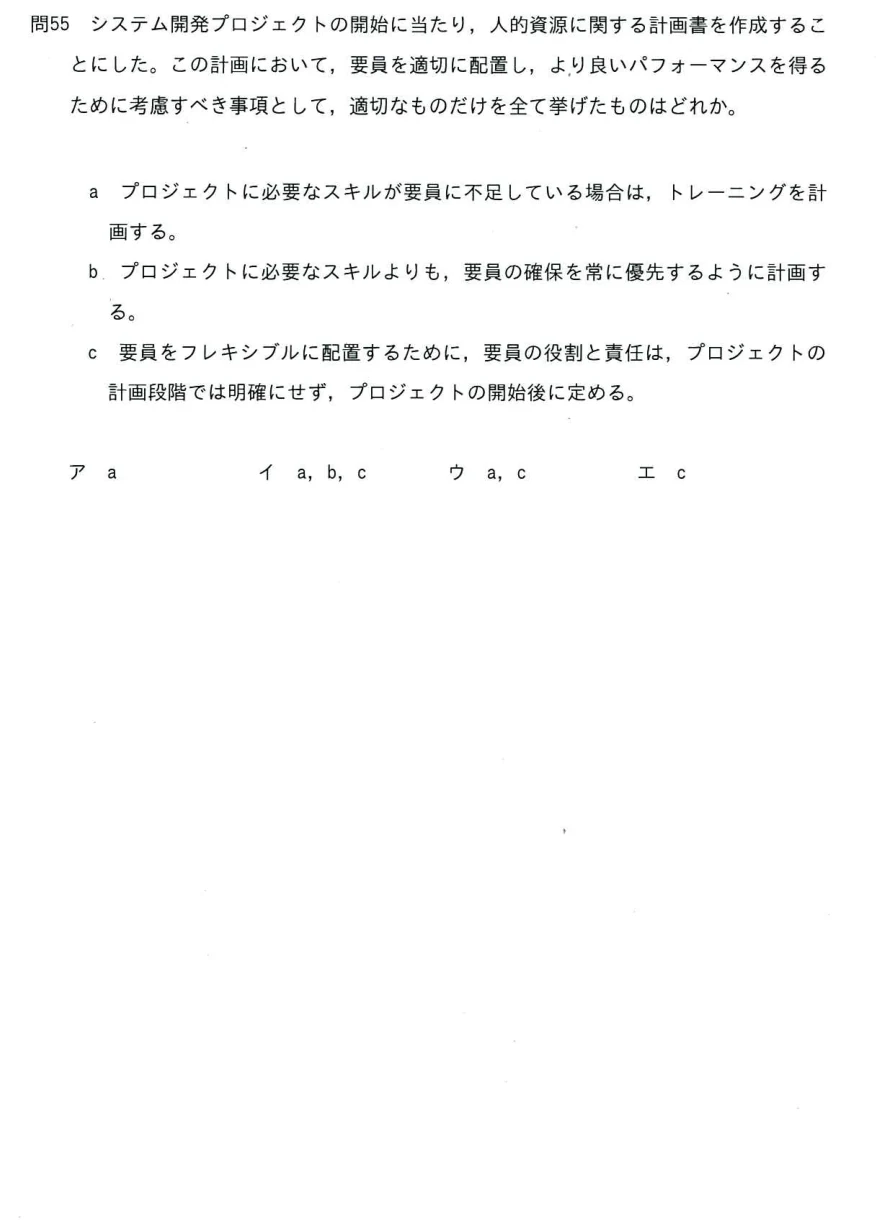 問55 システム開発プロジェクトの開始に当たり，人的資源に関する計画書を作成するこ
とにした。この計画において，要員を適切に配置し，より良いパフォーマンスを得る
ために考慮すべき事項として，適切なものだけを全て挙げたものはどれか。
a プロジェクトに必要なスキルが要員に不足している場合は，トレーニングを計
画する。
b プロジェクトに必要なスキルよりも，要員の確保を常に優先するように計画す
る。
c 要員をフレキシブルに配置するために，要員の役割と責任は，プロジェクトの
計画段階では明確にせず，プロジェクトの開始後に定める。
ア a イ a，b，c ウ a，c エ c